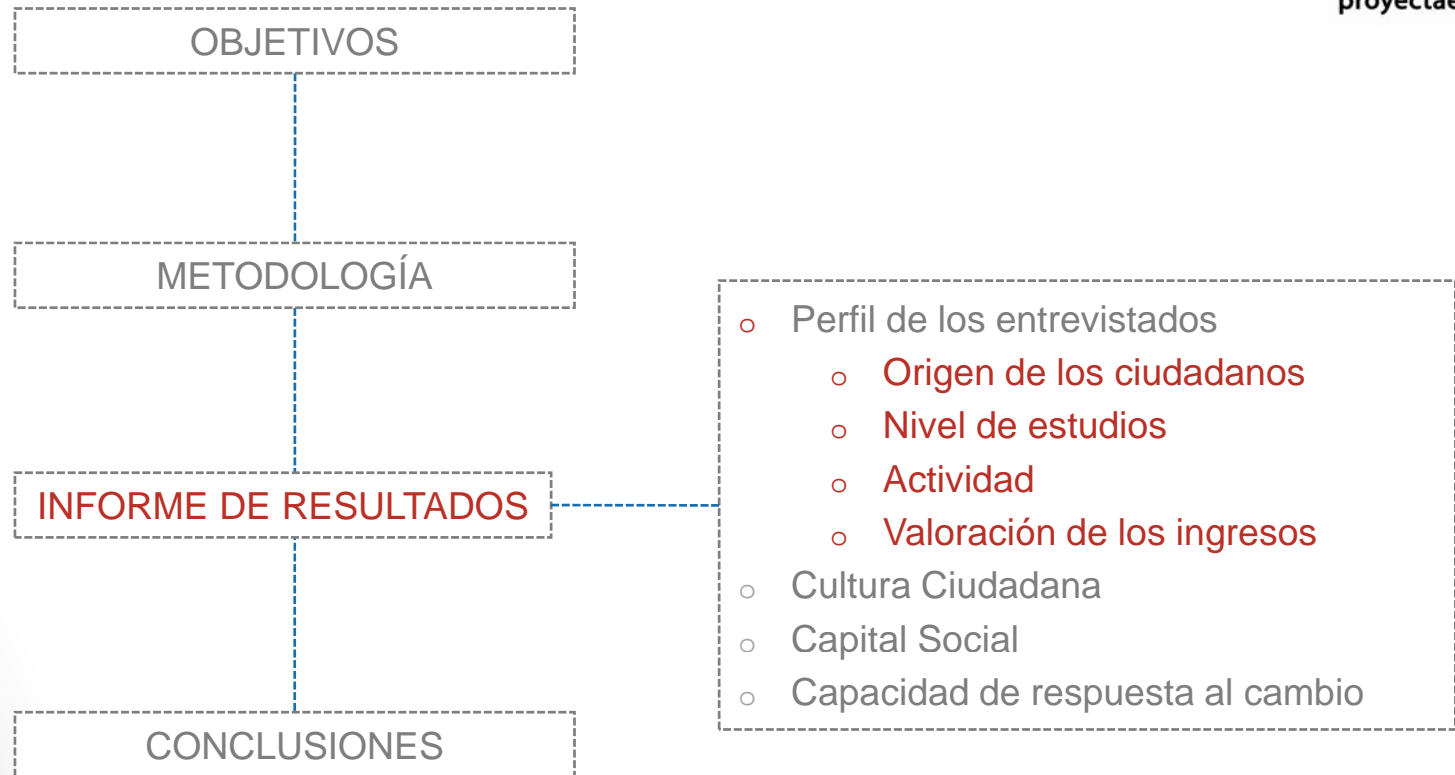 OBJETIVOS
METODOLOGÍA
INFORME DE RESULTADOS
o Perfil de los entrevistados
o Origen de los ciudadanos
o Nivel de estudios
o Actividad
o Valoración de los ingresos
o Cultura Ciudadana
o Capital Social
o Capacidad de respuesta al cambio
CONCLUSIONES